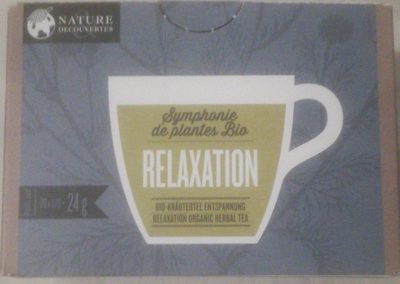 NATURE
DECOUVERTES
Symphonie
de plantes Bio
RELAXATION
BIO-KRÄUTERTEE ENTSPANNUNG
RELAXATION ORGANIC HERBAL TEA
24 g